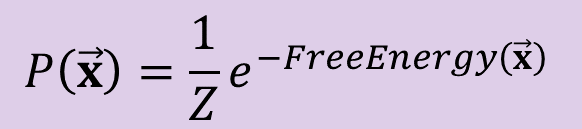 P(x⃗) = 1/Z e^{-FreeEnergy(x⃗)}